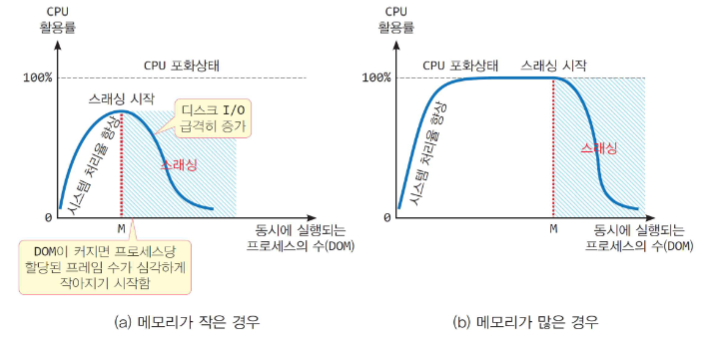 CPU
활용률
100%
CPU 포화상태
스래싱 시작
디스크 I/O
급격히 증가
시스템 처리율 향상
스래싱
0
M
동시에 실행되는
프로세스의 수(DOM)
DOM이 커지면 프로세스당
할당된 프레임 수가 심각하게
작아지기 시작함
(a) 메모리가 작은 경우
CPU
활용률
CPU 포화상태
스래싱 시작
100%
시스템 처리율 향상
스래싱
0
M
동시에 실행되는
프로세스의 수(DOM)
(b) 메모리가 많은 경우